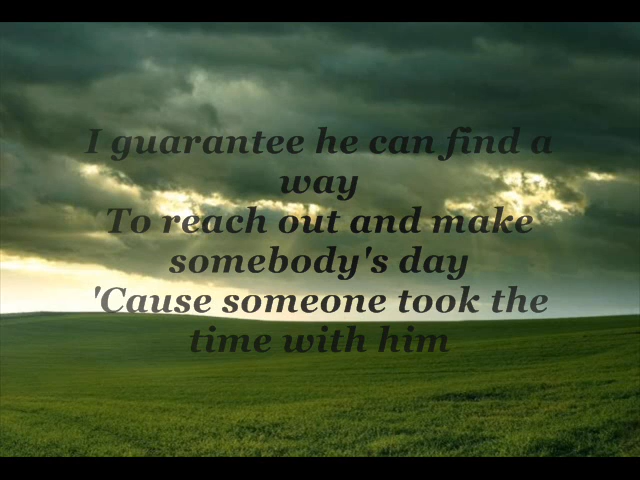 I guarantee he can find a
way
To reach out and make
somebody's day
'Cause someone took the
time with him